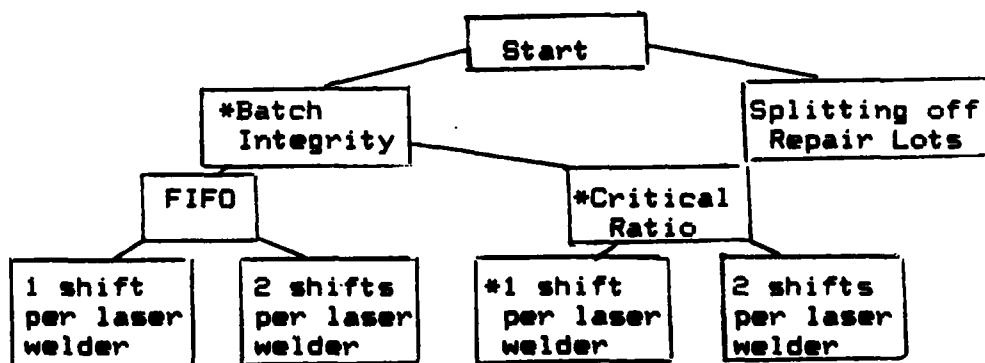 Start
*Batch
Integrity
Splitting off
Repair Lots
FIFO
*Critical
Ratio
1 shift
per laser
welder
2 shifts
per laser
welder
*1 shift
per laser
welder
2 shifts
per laser
welder